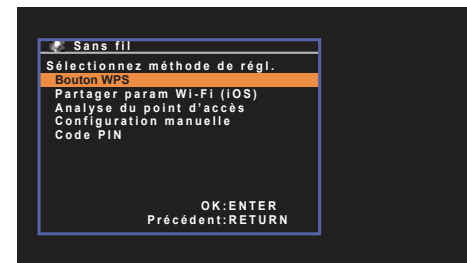 Sans fil
Sélectionnez méthode de régl.
Bouton WPS
Partager param Wi-Fi (iOS)
Analyse du point d'accès
Configuration manuelle
Code PIN
OK:ENTER
Précédent:RETURN